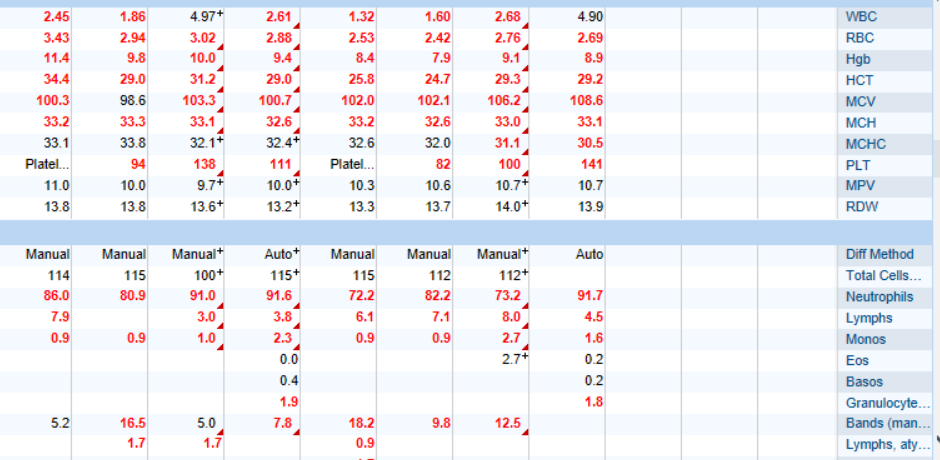 2.45 1.86 4.97+ 2.61 1.32 1.60 2.68 4.90 WBC
3.43 2.94 3.02 2.88 2.53 2.42 2.76 2.69 RBC
11.4 9.8 10.0 9.4 8.4 7.9 9.1 8.9 Hgb
34.4 29.0 31.2 29.0 25.8 24.7 29.3 29.2 HCT
100.3 98.6 103.3 100.7 102.0 102.1 106.2 108.6 MCV
33.2 33.3 33.1 32.6 33.2 32.6 33.0 33.1 MCH
33.1 33.8 32.1+ 32.4+ 32.6 32.0 31.1 30.5 MCHC
Platel... 94 138 111 Platel... 82 100 141 PLT
11.0 10.0 9.7+ 10.0+ 10.3 10.6 10.7+ 10.7 MPV
13.8 13.8 13.6+ 13.2+ 13.3 13.7 14.0+ 13.9 RDW
Manual Manual Manual+ Auto+ Manual Manual Manual+ Auto Diff Method
114 115 100+ 115+ 115 112 112+ Total Cells...
86.0 80.9 91.0 91.6 72.2 82.2 73.2 91.7 Neutrophils
7.9 3.0 3.8 6.1 7.1 8.0 4.5 Lymphs
0.9 0.9 1.0 2.3 0.9 0.9 2.7 1.6 Monos
0.0 2.7+ 0.2 Eos
0.4 0.2 Basos
1.9 1.8 Granulocyte...
5.2 16.5 5.0 7.8 18.2 9.8 12.5 Bands (man...
1.7 1.7 0.9 Lymphs, aty...